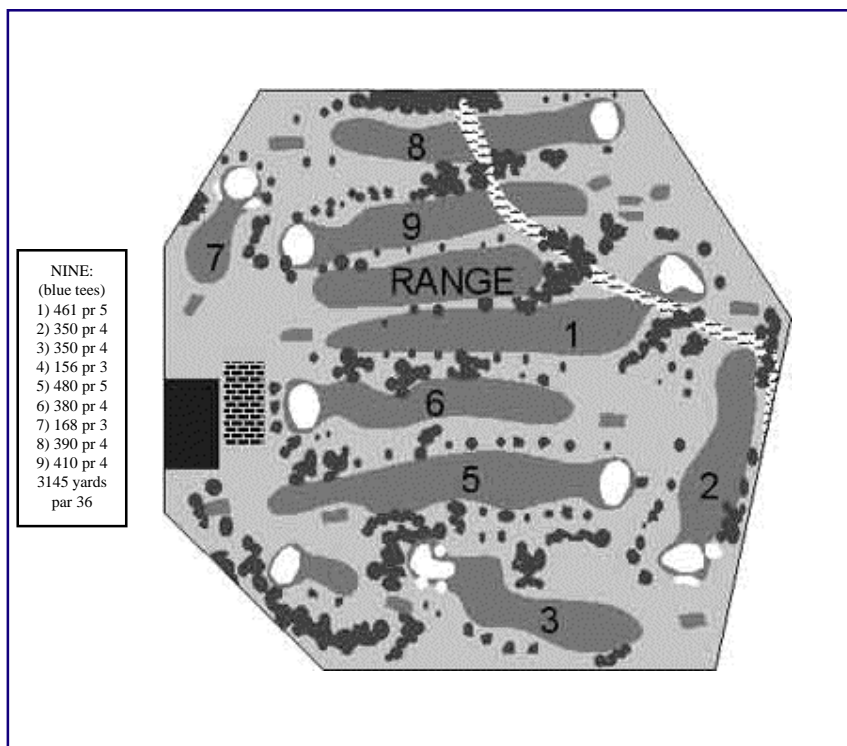 NINE:
(blue tees)
1) 461 pr 5
2) 350 pr 4
3) 350 pr 4
4) 156 pr 3
5) 480 pr 5
6) 380 pr 4
7) 168 pr 3
8) 390 pr 4
9) 410 pr 4
3145 yards
par 36
8
9
7
RANGE
1
6
5
2
3